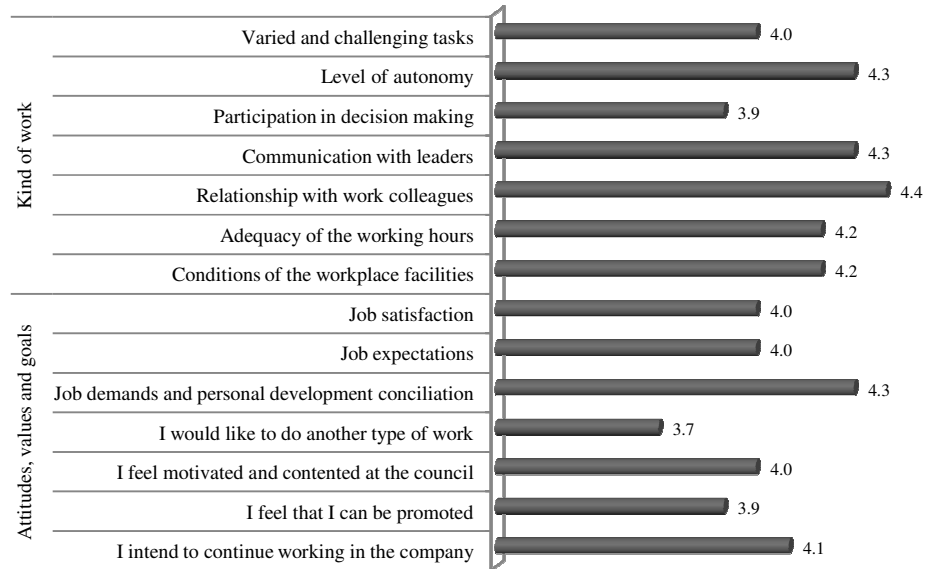 Kind of work
Varied and challenging tasks 4.0
Level of autonomy 4.3
Participation in decision making 3.9
Communication with leaders 4.3
Relationship with work colleagues 4.4
Adequacy of the working hours 4.2
Conditions of the workplace facilities 4.2
Attitudes, values and goals
Job satisfaction 4.0
Job expectations 4.0
Job demands and personal development conciliation 4.3
I would like to do another type of work 3.7
I feel motivated and contented at the council 4.0
I feel that I can be promoted 3.9
I intend to continue working in the company 4.1